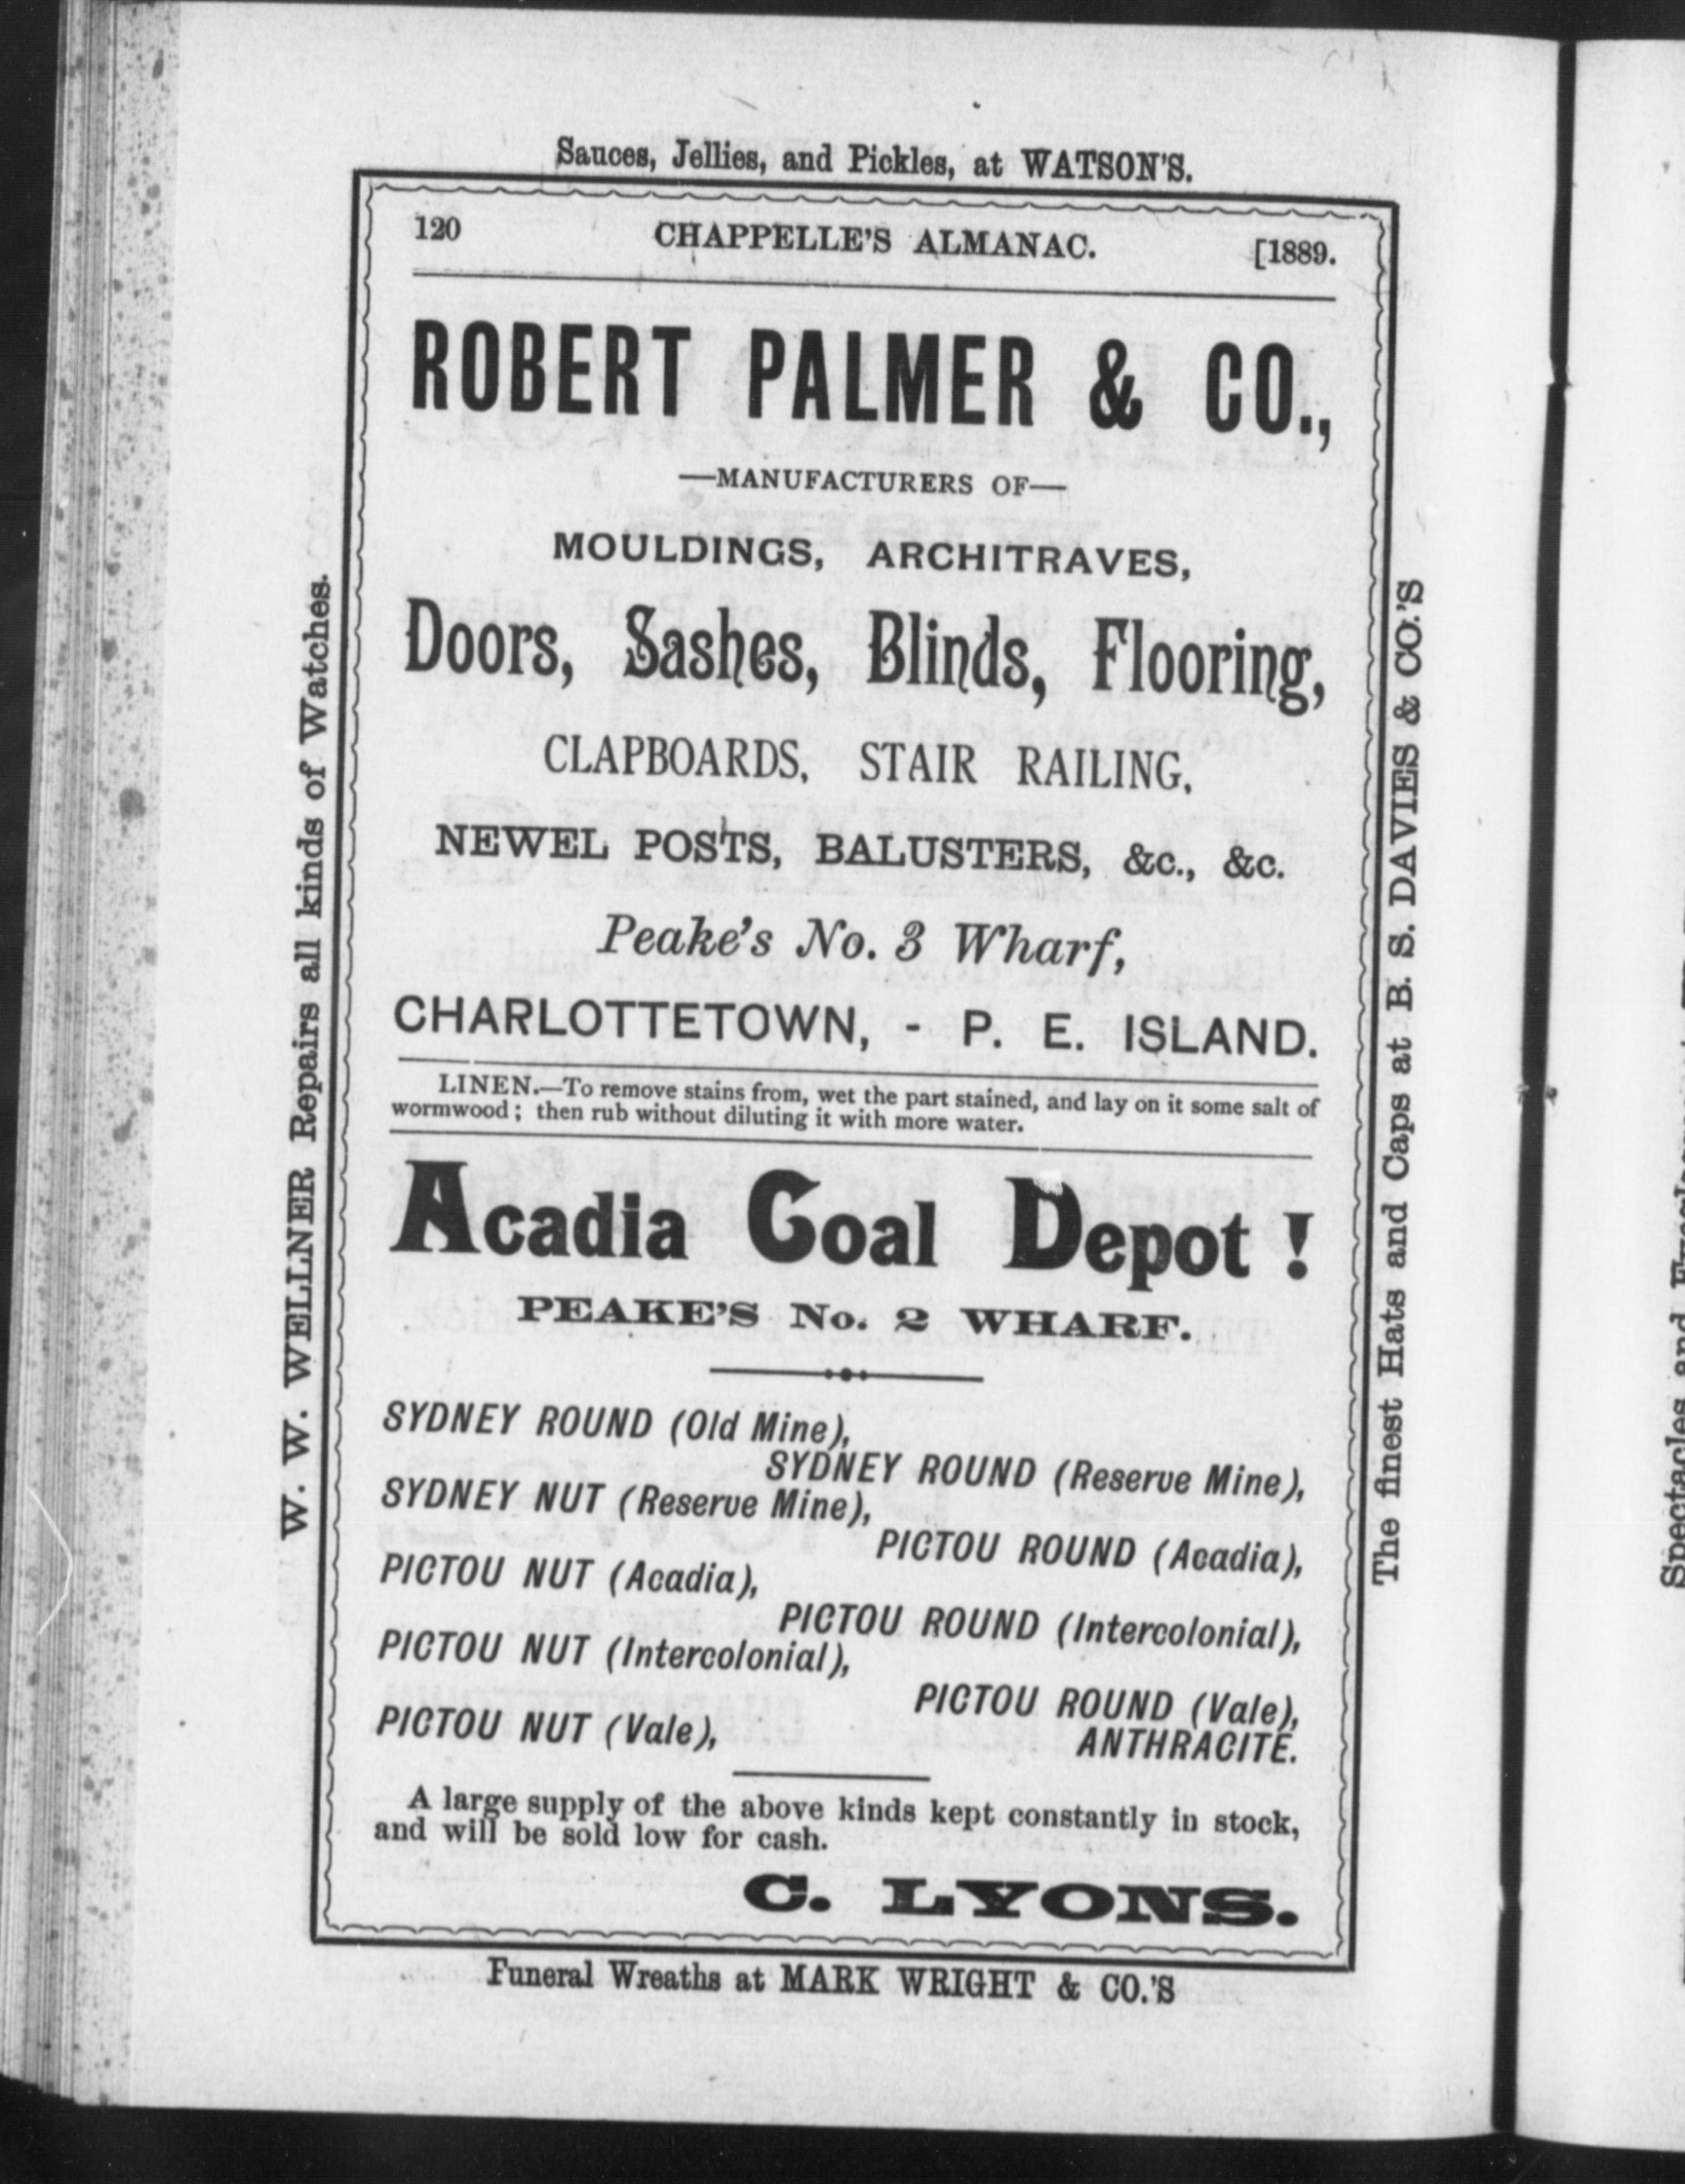 Sauces, Jellies, and Pickles, at WATSON'S.
120 CHAPPELLE'S ALMANAC. [1889.
ROBERT PALMER & CO.,
—MANUFACTURERS OF—
MOULDINGS, ARCHITRAVES,
Doors, Sashes, Blinds, Flooring,
CLAPBOARDS, STAIR RAILING,
NEWEL POSTS, BALUSTERS, &c., &c.
Peake's No. 3 Wharf,
CHARLOTTETOWN, - P. E. ISLAND.
LINEN.—To remove stains from, wet the part stained, and lay on it some salt of
wormwood; then rub without diluting it with more water.
Acadia Coal Depot!
PEAKE'S No. 2 WHARF.
SYDNEY ROUND (Old Mine),
SYDNEY ROUND (Reserve Mine),
SYDNEY NUT (Reserve Mine),
PICTOU ROUND (Acadia),
PICTOU NUT (Acadia),
PICTOU ROUND (Intercolonial),
PICTOU NUT (Intercolonial),
PICTOU ROUND (Vale),
PICTOU NUT (Vale),
ANTHRACITE.
A large supply of the above kinds kept constantly in stock,
and will be sold low for cash.
C. LYONS.
Funeral Wreaths at MARK WRIGHT & CO.'S
W. W. WELLNER Repairs all kinds of Watches.
The finest Hats and Caps at B. S. DAVIES & CO.'S
Spectacles and